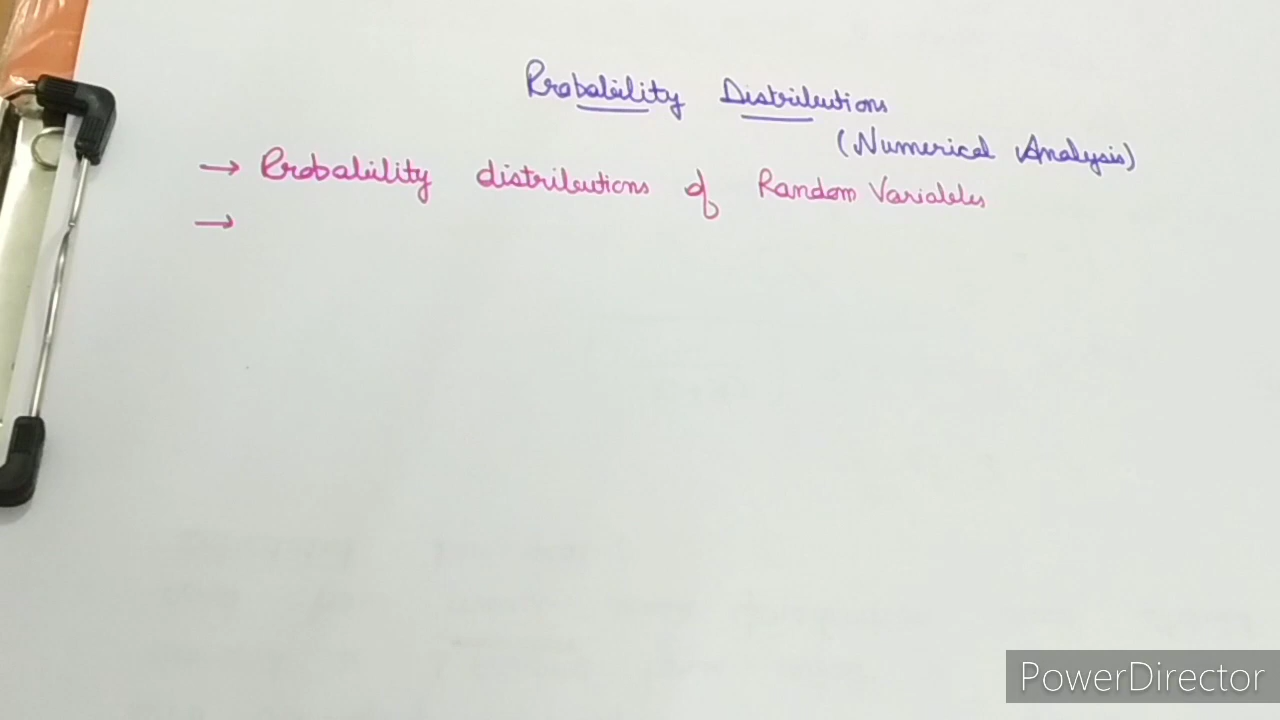 Probability Distributions
(Numerical Analysis)
→ Probability distributions of Random Variables
→
PowerDirector